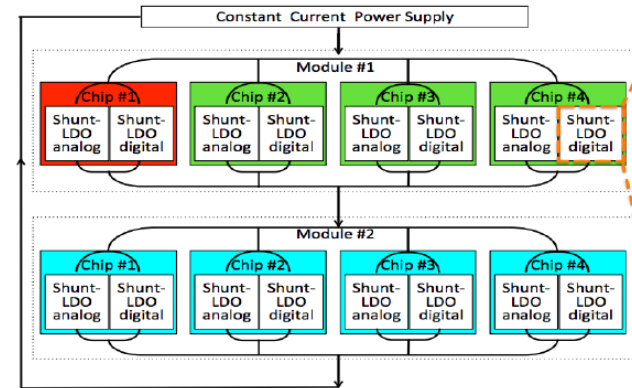 Constant Current Power Supply
Module #1
Chip #1 Chip #2 Chip #3 Chip #4
Shunt- Shunt- Shunt- Shunt- Shunt- Shunt- Shunt- Shunt-
LDO LDO LDO LDO LDO LDO LDO LDO
analog digital analog digital analog digital analog digital
Module #2
Chip #1 Chip #2 Chip #3 Chip #4
Shunt- Shunt- Shunt- Shunt- Shunt- Shunt- Shunt- Shunt-
LDO LDO LDO LDO LDO LDO LDO LDO
analog digital analog digital analog digital analog digital